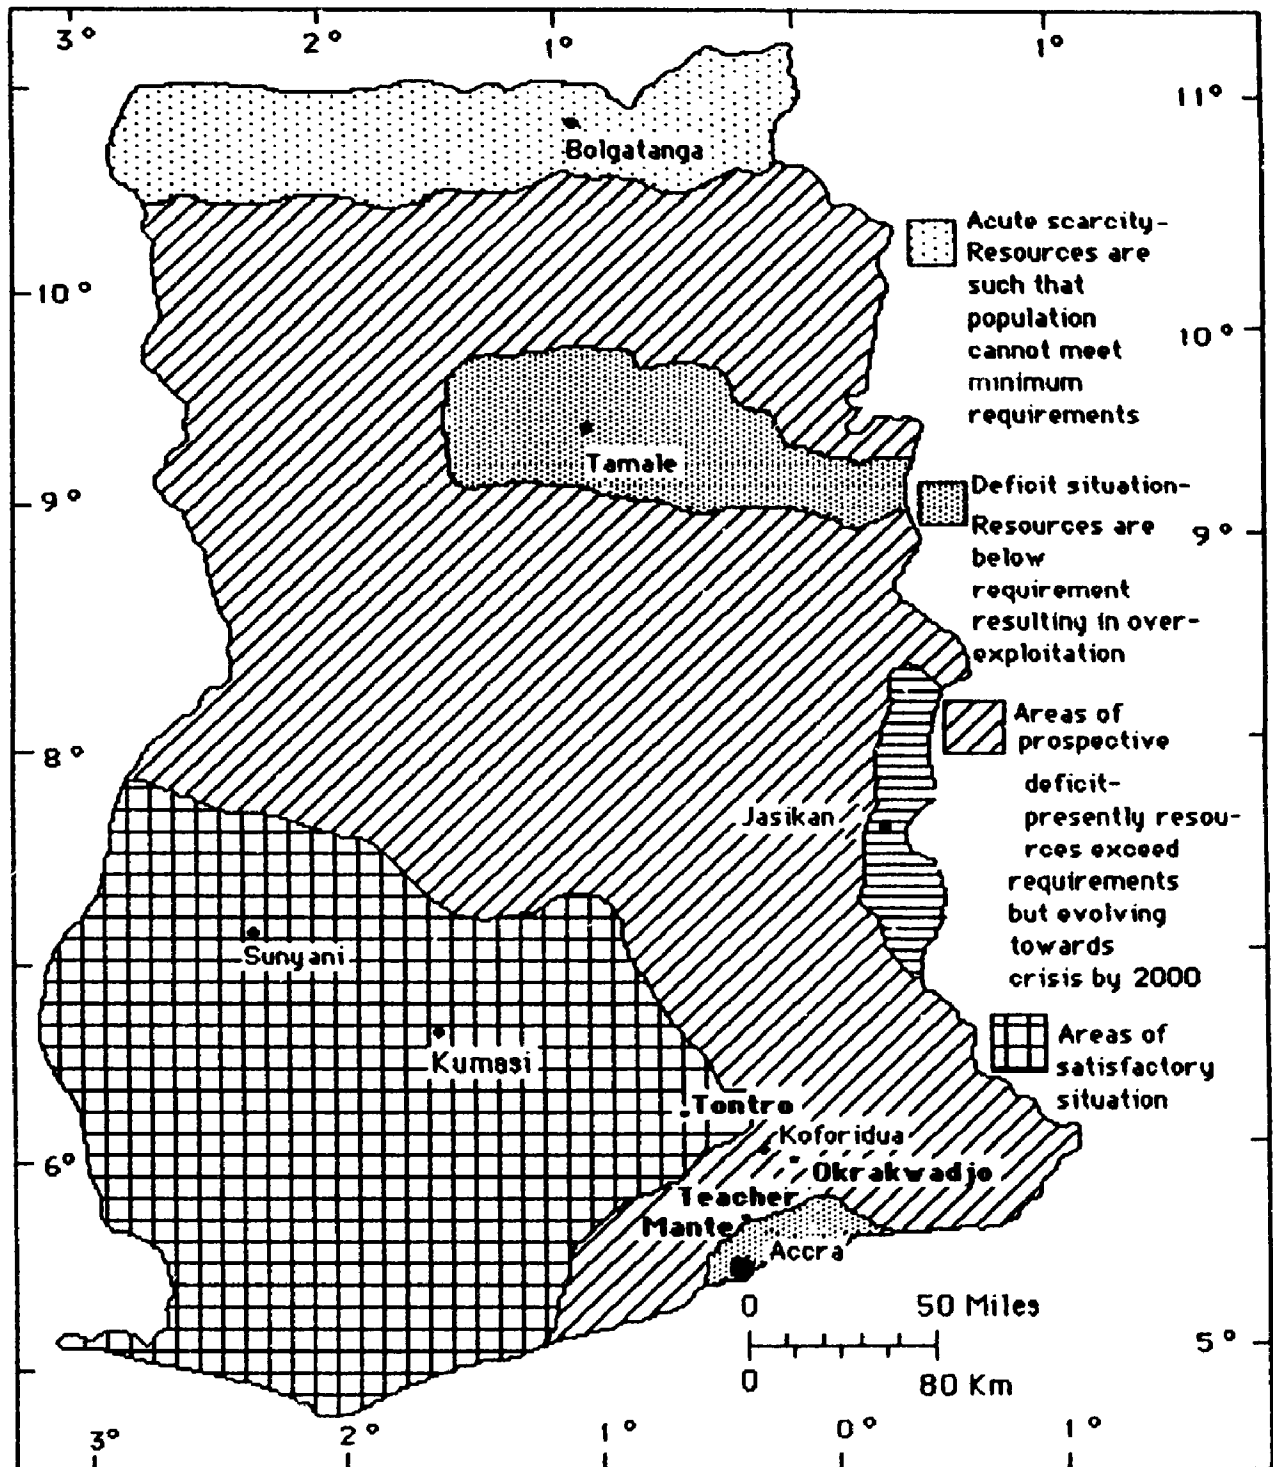 3° 2° 1° 1°
11°
Bolgatanga
Acute scarcity-
Resources are
such that
population
cannot meet
minimum
requirements
10°
10°
Tamale
Deficit situation-
Resources are
below
requirement
resulting in over-
exploitation
9°
9°
Areas of
prospective
deficit-
presently resou-
rces exceed
requirements
but evolving
towards
crisis by 2000
8°
Jasikan
Sunyani
Kumasi
Areas of
satisfactory
situation
Tontro
Koforidua
6°
Okrakwadjo
Teacher
Mante
Accra
0 50 Miles
0 80 Km
5°
3° 2° 1° 0° 1°